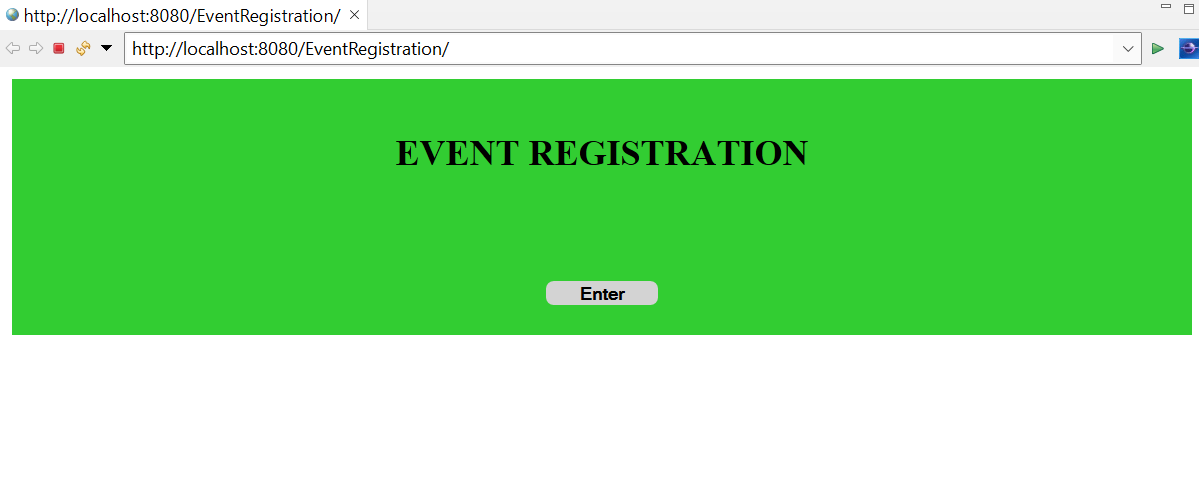 http://localhost:8080/EventRegistration/
http://localhost:8080/EventRegistration/
EVENT REGISTRATION
Enter